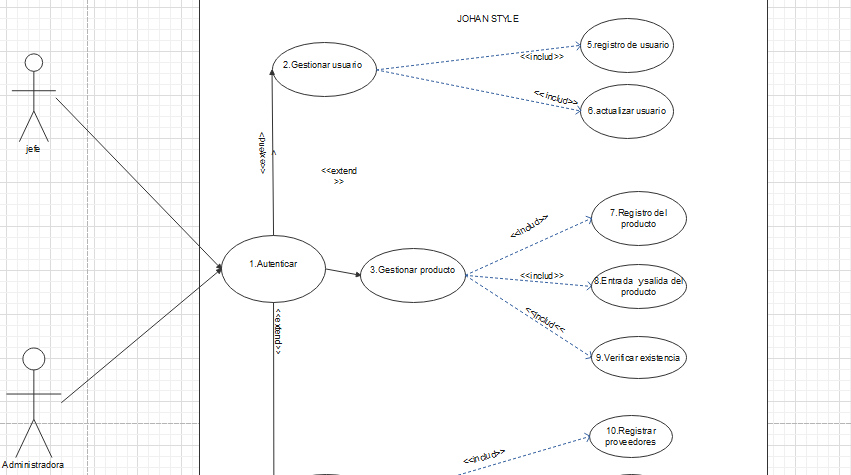 JOHAN STYLE
2.Gestionar usuario
<<includ>>
5.registro de usuario
<<includ>>
6.actualizar usuario
jefe
<<extend>>
<<extend
>>
1.Autenticar
3.Gestionar producto
<<includ>>
7.Registro del
producto
<<includ>>
8.Entrada ysalida del
producto
<<includ<<
9.Verificar existencia
<<extend>>
Administradora
<<includ>>
10.Registrar
proveedores